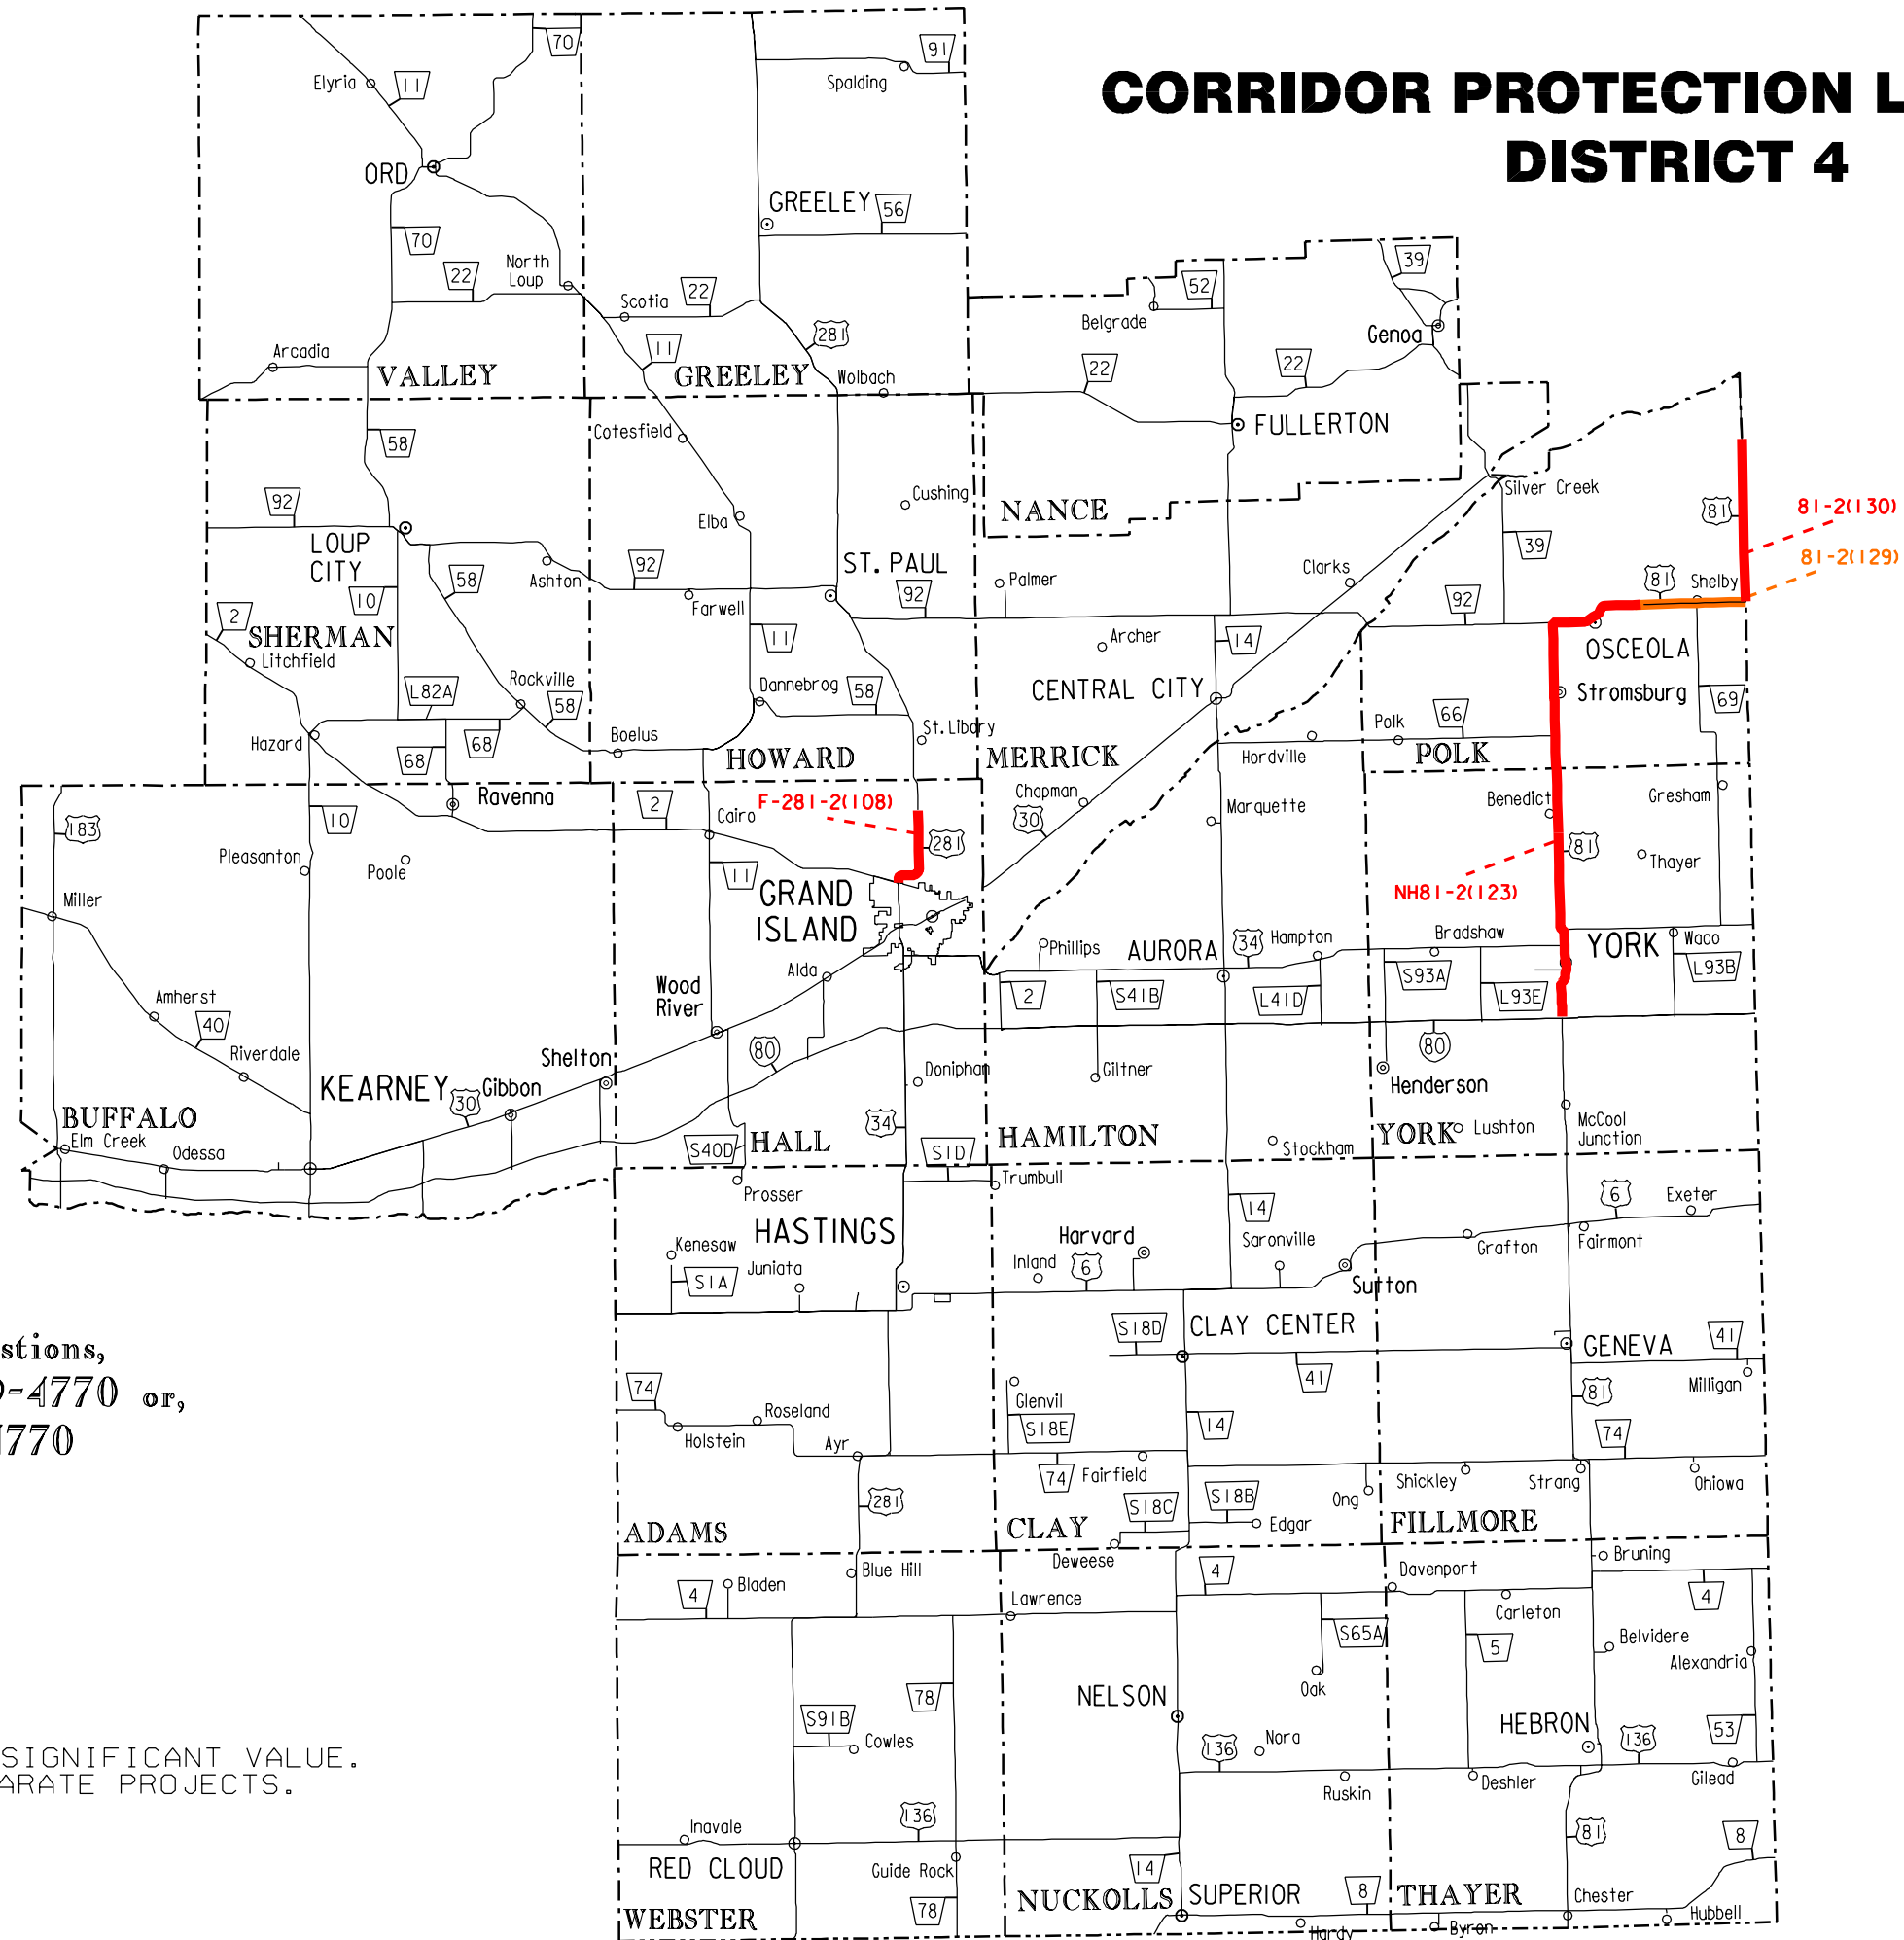 CORRIDOR PROTECTION L
DISTRICT 4
70
91
Elyria
11
Spalding
ORD
GREELEY
56
70
North
Loup
22
Scotia
22
52
39
Belgrade
Genoa
281
11
Arcadia
VALLEY
GREELEY
Wolbach
22
22
FULLERTON
58
Cotesfield
92
Cushing
NANCE
Silver Creek
Elba
81
81-2(130)
LOUP
CITY
39
81-2(129)
92
ST. PAUL
Ashton
58
Palmer
Clarks
81
Shelby
10
Farwell
92
92
2
SHERMAN
11
Archer
14
OSCEOLA
Litchfield
L82A
Rockville
Dannebrog
58
CENTRAL CITY
Stromsburg
58
66
69
Hazard
68
68
Boelus
St.Libory
Polk
HOWARD
MERRICK
Hordville
POLK
Ravenna
2
F-281-2(108)
Chapman
Benedict
Gresham
183
10
Cairo
30
Marquette
281
81
Pleasanton
Poole
11
Thayer
GRAND
ISLAND
NH81-2(123)
Miller
Phillips
AURORA
34
Hampton
Bradshaw
YORK
Waco
Alda
S93A
L93B
Wood
River
2
S41B
L41D
L93E
Amherst
40
80
80
Riverdale
Shelton
Doniphan
Giltner
Henderson
KEARNEY
30
Gibbon
BUFFALO
34
McCool
Junction
Elm Creek
Odessa
S40D
HALL
S1D
HAMILTON
Stockham
YORK
Lushton
Prosser
Trumbull
6
Exeter
HASTINGS
14
Kenesaw
Harvard
Saronville
Grafton
Fairmont
S1A
Juniata
Inland
6
Sutton
S18D
CLAY CENTER
GENEVA
41
stions,
74
41
81
Milligan
-4770 or,
Glenvil
Roseland
S18E
14
74
Holstein
Ayr
770
74
Fairfield
Shickley
Strang
Ohiowa
281
S18C
S18B
Ong
ADAMS
CLAY
Edgar
FILLMORE
Deweese
Bruning
4
Bladen
Blue Hill
4
Davenport
4
Lawrence
Carleton
S65A
5
Belvidere
Alexandria
78
NELSON
Oak
S91B
HEBRON
53
Cowles
136
Nora
136
SIGNIFICANT VALUE.
ARATE PROJECTS.
Ruskin
Deshler
Gilead
136
Inavale
81
8
RED CLOUD
Guide Rock
14
NUCKOLLS
SUPERIOR
8
THAYER
Chester
WEBSTER
78
Hardy
Byron
Hubbell